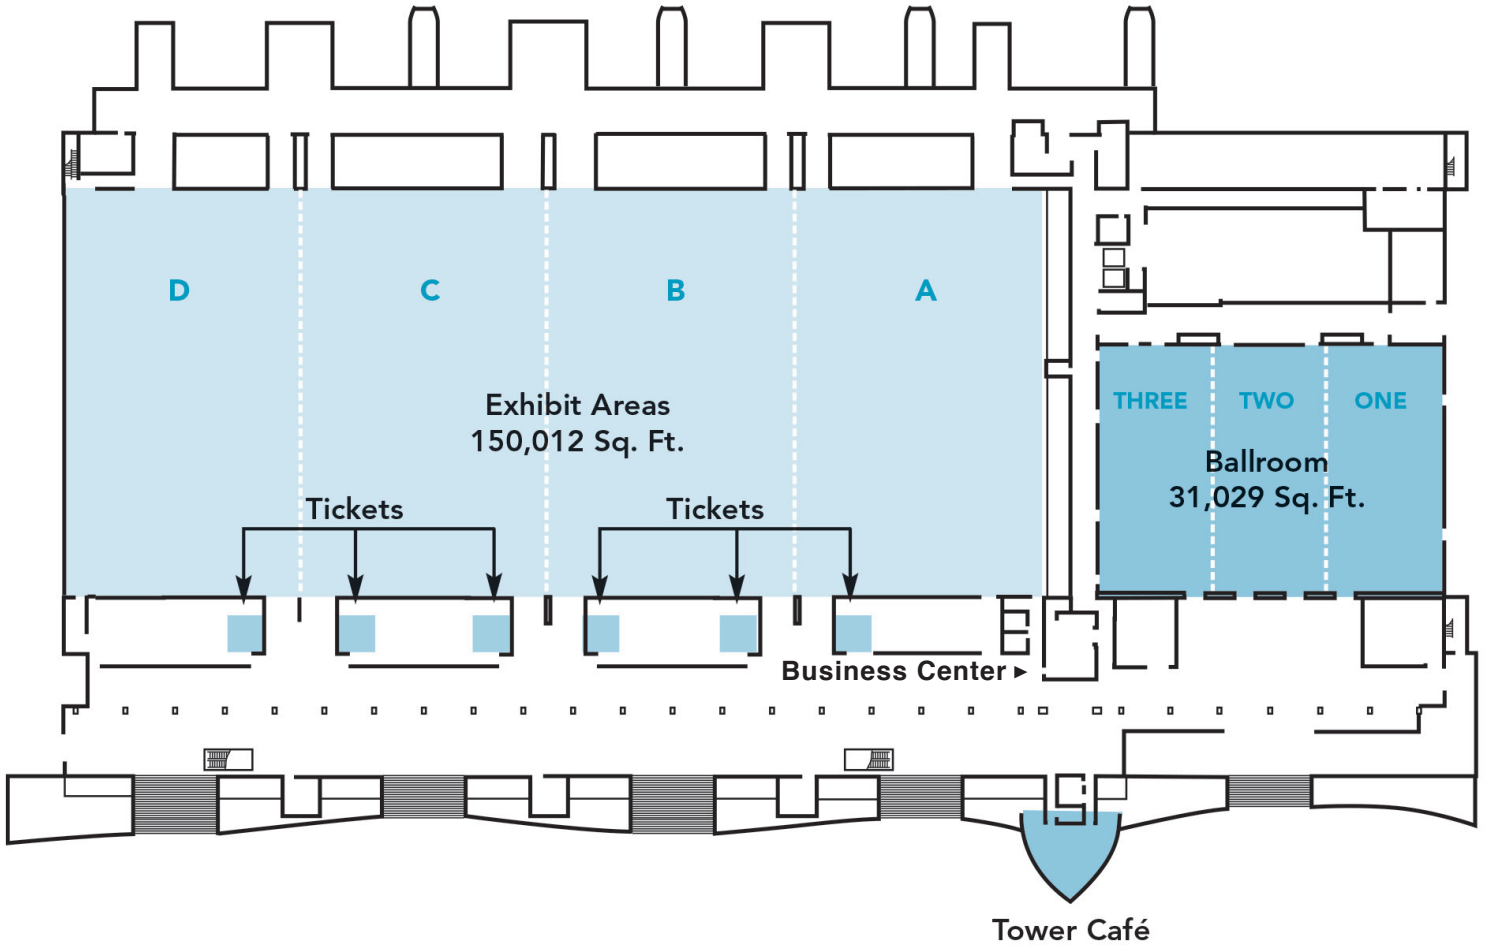 D
C
B
A
Exhibit Areas
150,012 Sq. Ft.
THREE
TWO
ONE
Ballroom
31,029 Sq. Ft.
Tickets
Tickets
Business Center
Tower Café